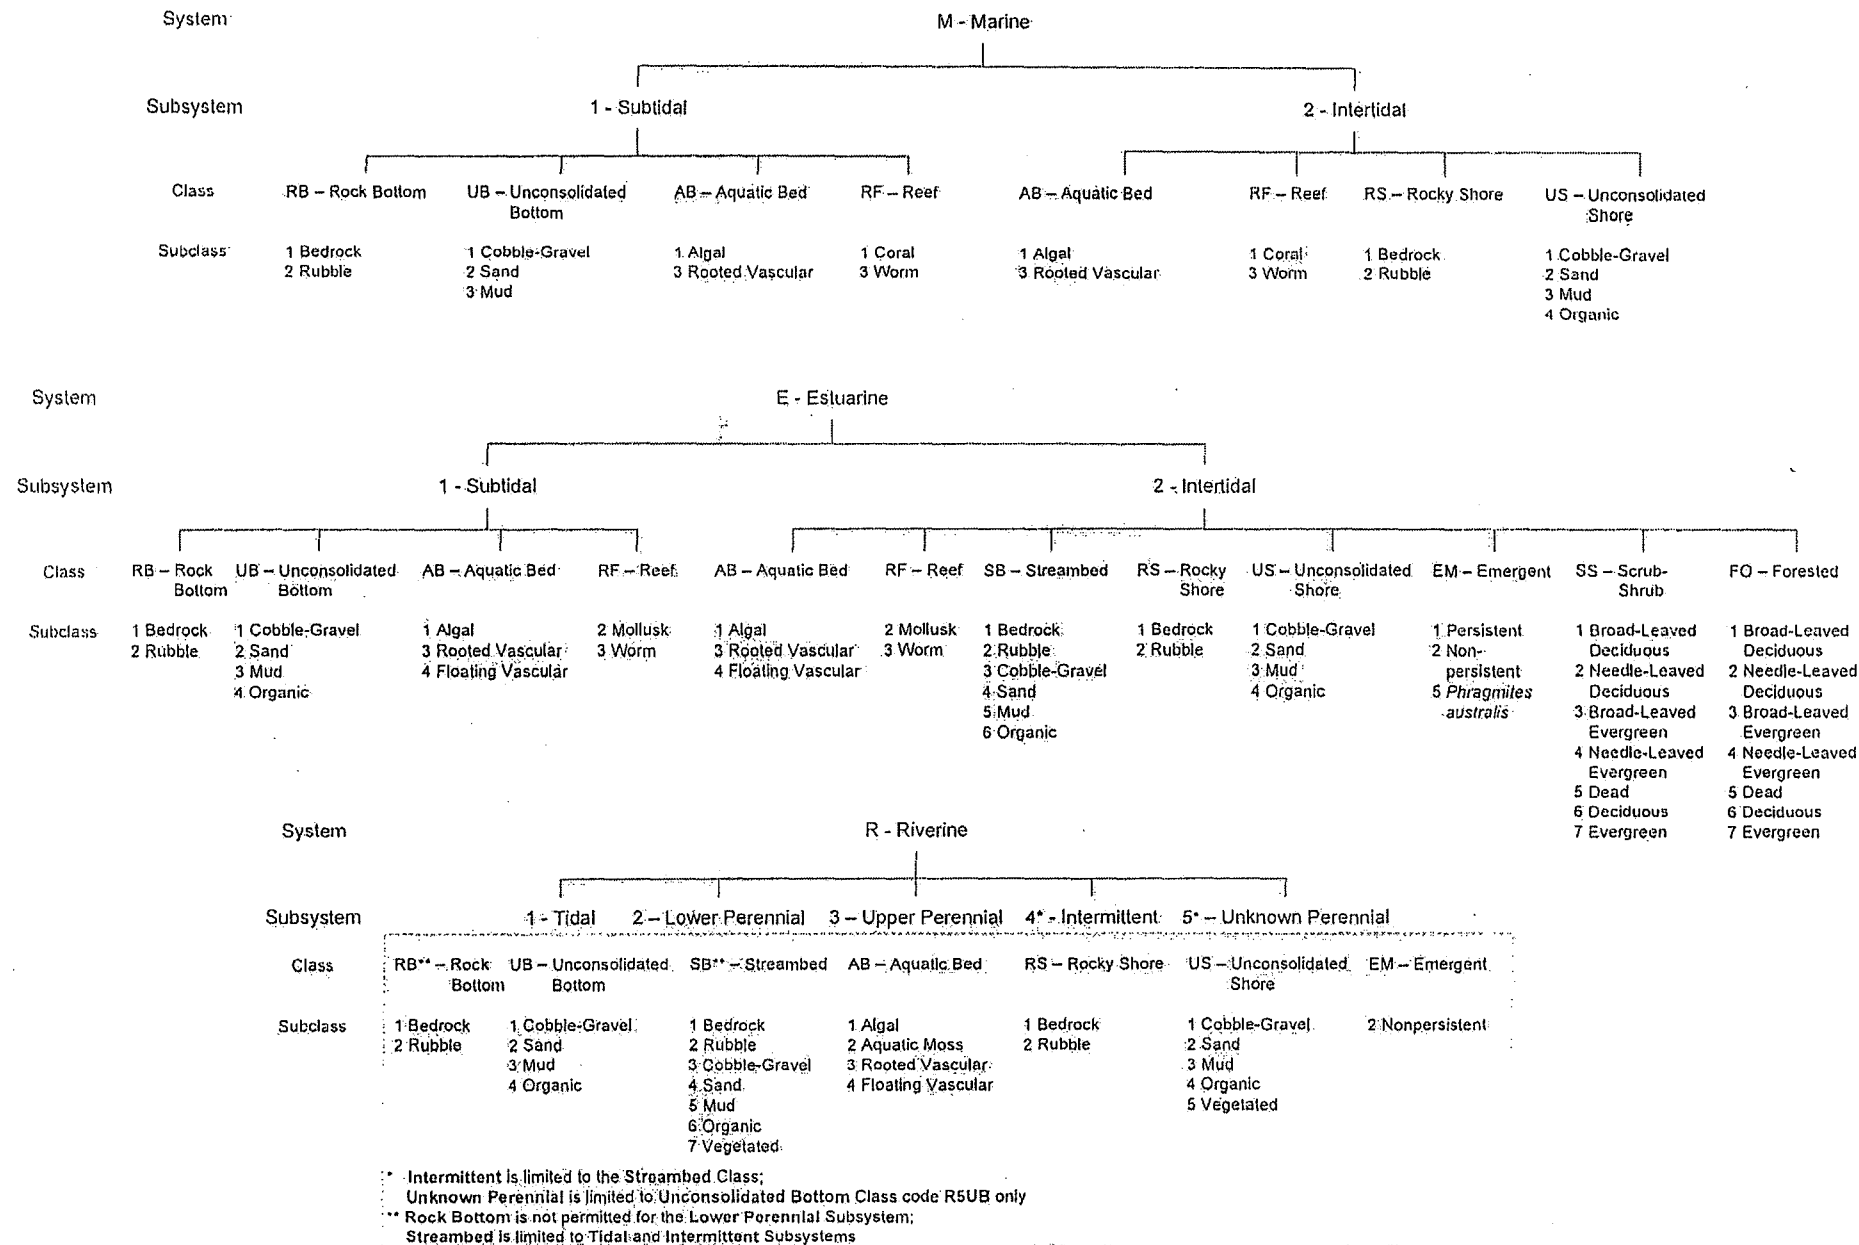 System
M - Marine
Subsystem
1 - Subtidal
2 - Intertidal
Class
RB – Rock Bottom
UB – Unconsolidated
Bottom
AB – Aquatic Bed
RF – Reef
AB – Aquatic Bed
RF – Reef
RS – Rocky Shore
US – Unconsolidated
Shore
Subclass
1 Bedrock
2 Rubble
1 Cobble-Gravel
2 Sand
3 Mud
1 Algal
3 Rooted Vascular
1 Coral
3 Worm
1 Algal
3 Rooted Vascular
1 Coral
3 Worm
1 Bedrock
2 Rubble
1 Cobble-Gravel
2 Sand
3 Mud
4 Organic
System
E - Estuarine
Subsystem
1 - Subtidal
2 - Intertidal
Class
RB – Rock
Bottom
UB – Unconsolidated
Bottom
AB – Aquatic Bed
RF – Reef
AB – Aquatic Bed
RF – Reef
SB – Streambed
RS – Rocky
Shore
US – Unconsolidated
Shore
EM – Emergent
SS – Scrub-
Shrub
FO – Forested
Subclass
1 Bedrock
2 Rubble
1 Cobble-Gravel
2 Sand
3 Mud
4 Organic
1 Algal
3 Rooted Vascular
4 Floating Vascular
2 Mollusk
3 Worm
1 Algal
3 Rooted Vascular
4 Floating Vascular
2 Mollusk
3 Worm
1 Bedrock
2 Rubble
3 Cobble-Gravel
4 Sand
5 Mud
6 Organic
1 Bedrock
2 Rubble
1 Cobble-Gravel
2 Sand
3 Mud
4 Organic
1 Persistent
2 Non-
persistent
5 Phragmites
australis
1 Broad-Leaved
Deciduous
2 Needle-Leaved
Deciduous
3 Broad-Leaved
Evergreen
4 Needle-Leaved
Evergreen
5 Dead
6 Deciduous
7 Evergreen
1 Broad-Leaved
Deciduous
2 Needle-Leaved
Deciduous
3 Broad-Leaved
Evergreen
4 Needle-Leaved
Evergreen
5 Dead
6 Deciduous
7 Evergreen
System
R - Riverine
Subsystem
1 - Tidal
2 – Lower Perennial
3 – Upper Perennial
4* - Intermittent
5* – Unknown Perennial
Class
RB** – Rock
Bottom
UB – Unconsolidated
Bottom
SB** – Streambed
AB – Aquatic Bed
RS – Rocky Shore
US – Unconsolidated
Shore
EM – Emergent
Subclass
1 Bedrock
2 Rubble
1 Cobble-Gravel
2 Sand
3 Mud
4 Organic
1 Bedrock
2 Rubble
3 Cobble-Gravel
4 Sand
5 Mud
6 Organic
7 Vegetated
1 Algal
2 Aquatic Moss
3 Rooted Vascular
4 Floating Vascular
1 Bedrock
2 Rubble
1 Cobble-Gravel
2 Sand
3 Mud
4 Organic
5 Vegetated
2 Nonpersistent
* Intermittent is limited to the Streambed Class;
Unknown Perennial is limited to Unconsolidated Bottom Class code R5UB only
** Rock Bottom is not permitted for the Lower Perennial Subsystem;
Streambed is limited to Tidal and Intermittent Subsystems